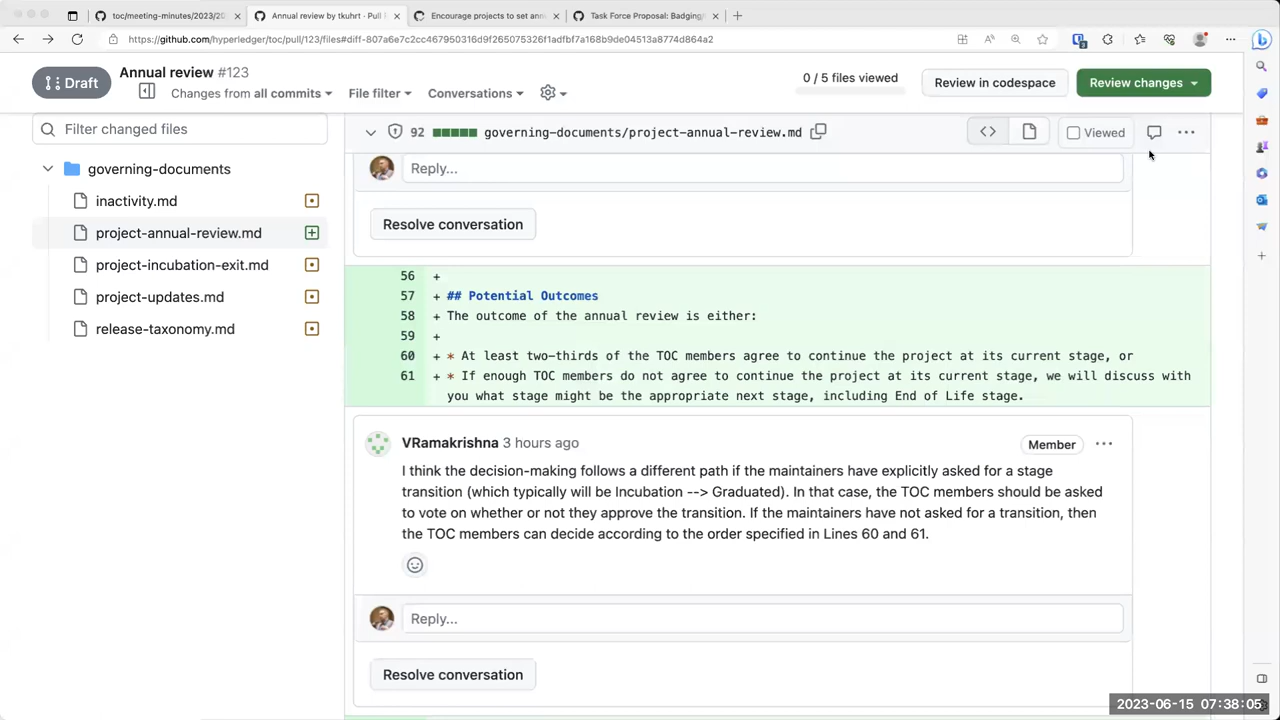 toc/meeting-minutes/2023/20
Annual review by tkuhrt · Pull
Encourage projects to set ann
Task Force Proposal: Badging/
https://github.com/hyperledger/toc/pull/123/files#diff-807a6e7c2cc467950316d9f265075326f1adfbf7a168b9de04513a8774d864a2
Draft
Annual review #123
Changes from all commits
File filter
Conversations
0 / 5 files viewed
Review in codespace
Review changes
Filter changed files
governing-documents
inactivity.md
project-annual-review.md
project-incubation-exit.md
project-updates.md
release-taxonomy.md
92 governing-documents/project-annual-review.md
Viewed
Reply...
Resolve conversation
56 +
57 + ## Potential Outcomes
58 + The outcome of the annual review is either:
59 +
60 + * At least two-thirds of the TOC members agree to continue the project at its current stage, or
61 + * If enough TOC members do not agree to continue the project at its current stage, we will discuss with
you what stage might be the appropriate next stage, including End of Life stage.
VRamakrishna 3 hours ago
Member
I think the decision-making follows a different path if the maintainers have explicitly asked for a stage
transition (which typically will be Incubation --> Graduated). In that case, the TOC members should be asked
to vote on whether or not they approve the transition. If the maintainers have not asked for a transition, then
the TOC members can decide according to the order specified in Lines 60 and 61.
Reply...
Resolve conversation
2023-06-15 07:38:05